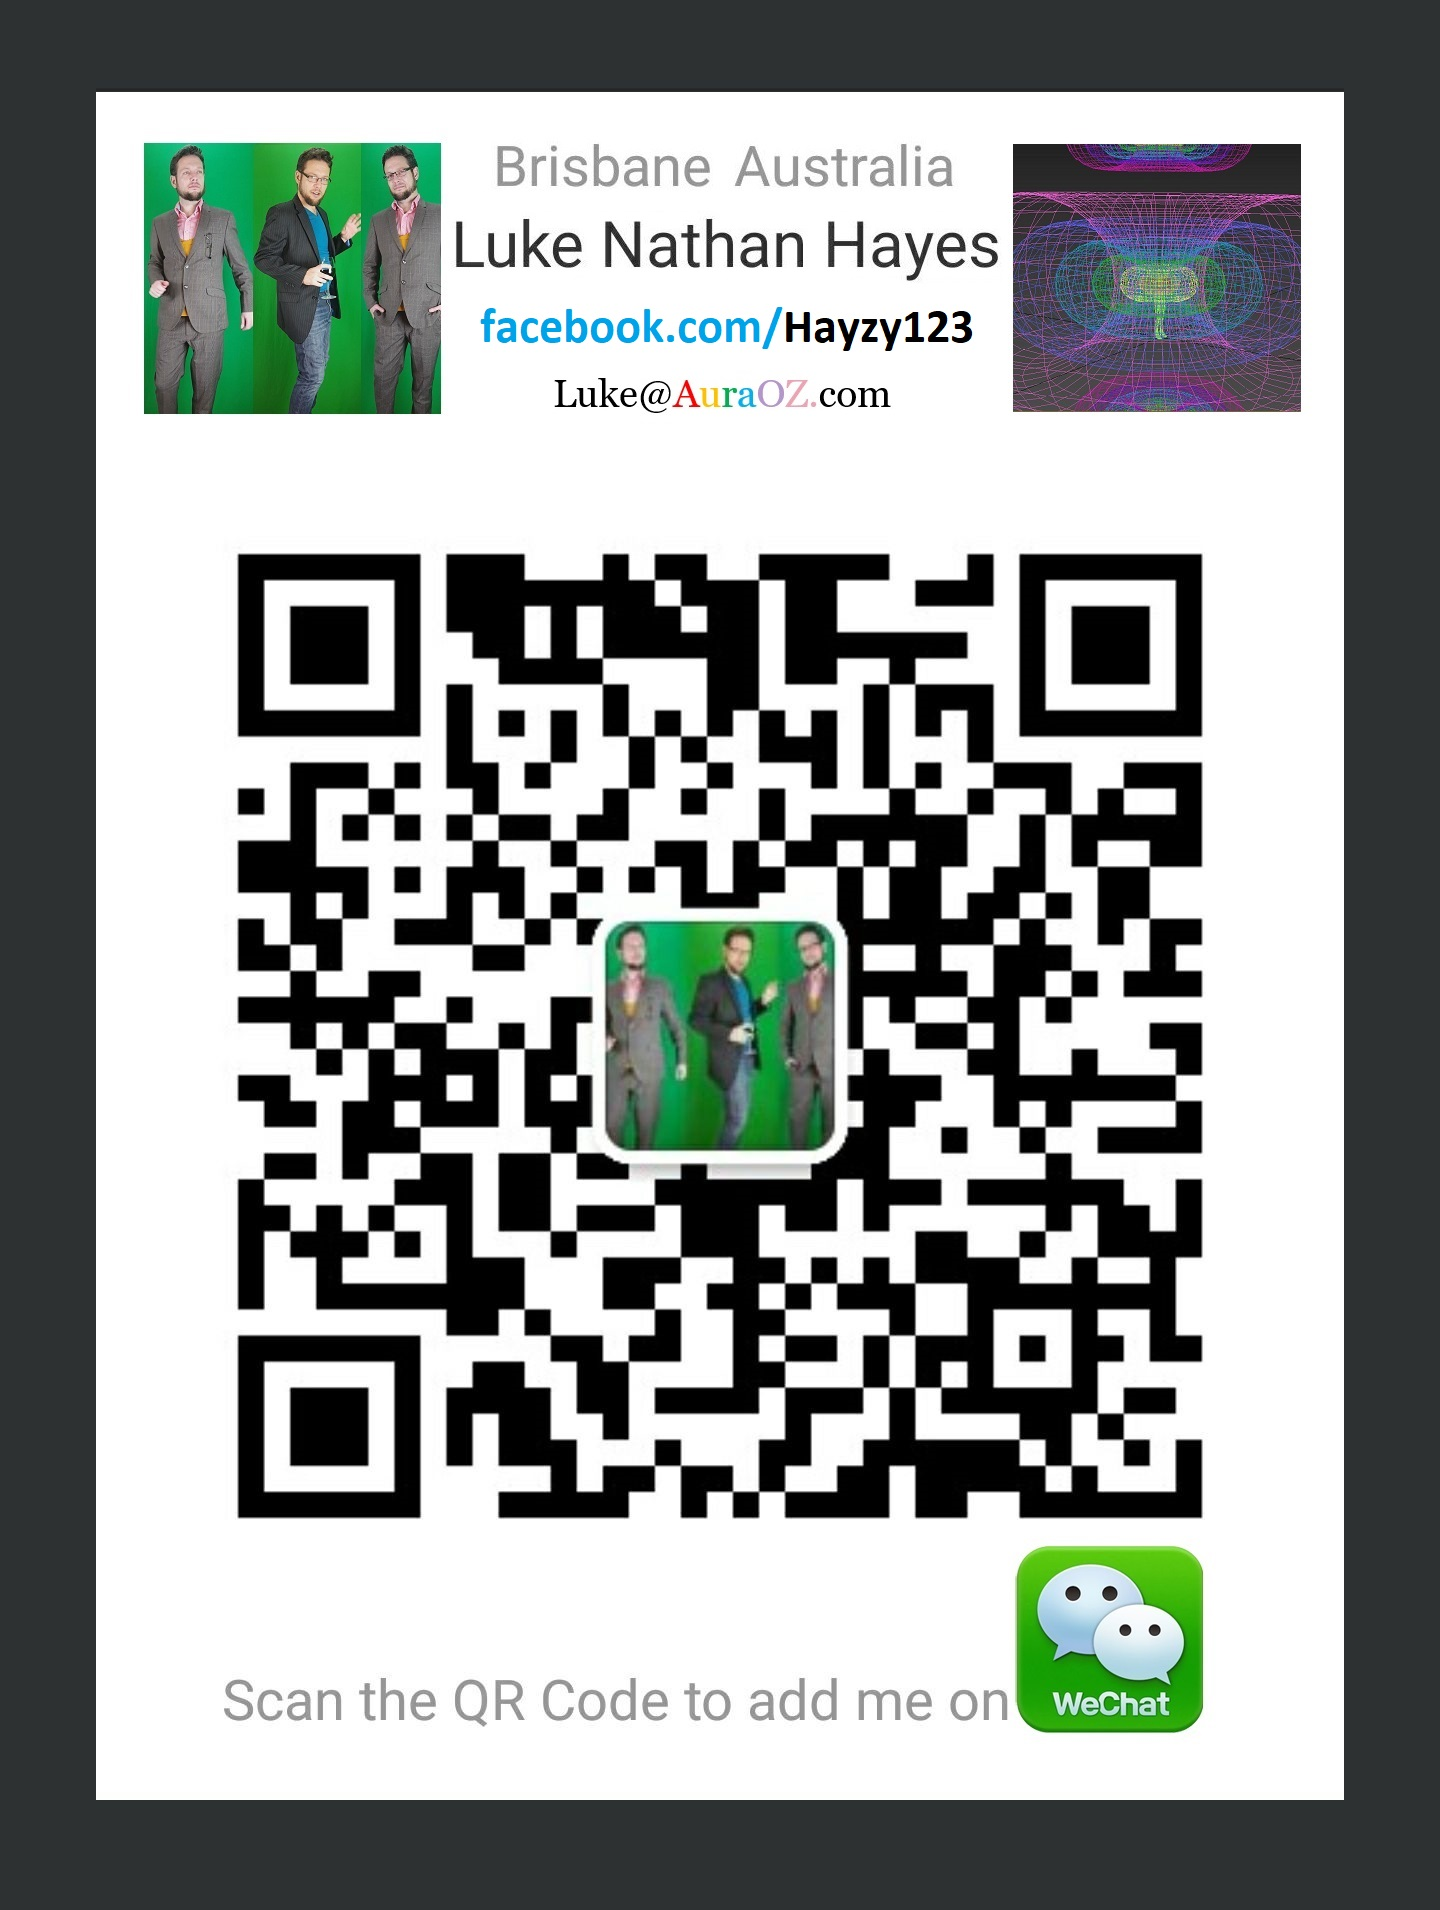 Brisbane Australia
Luke Nathan Hayes
facebook.com/Hayzy123
Luke@AuraOZ.com
Scan the QR Code to add me on
WeChat